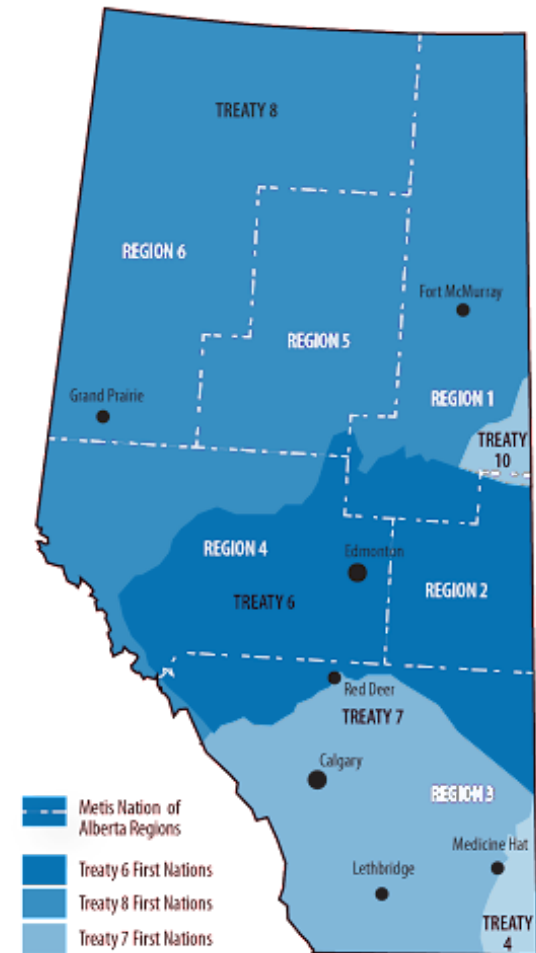 TREATY 8
REGION 6
Fort McMurray
REGION 5
Grand Prairie
REGION 1
TREATY
10
REGION 4
Edmonton
REGION 2
TREATY 6
Red Deer
TREATY 7
Calgary
REGION 3
Medicine Hat
Lethbridge
TREATY
4
Metis Nation of
Alberta Regions
Treaty 6 First Nations
Treaty 8 First Nations
Treaty 7 First Nations